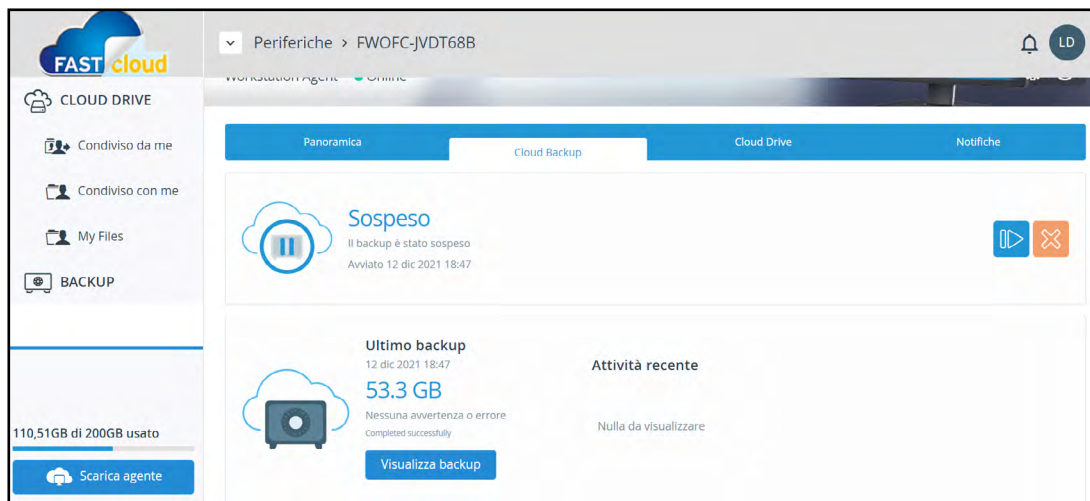 FAST cloud
Periferiche > FWOFC-JVDT68B
LD
Workstation Agent Online
CLOUD DRIVE
Condiviso da me
Condiviso con me
My Files
BACKUP
110,51GB di 200GB usato
Scarica agente
Panoramica
Cloud Backup
Cloud Drive
Notifiche
Sospeso
Il backup è stato sospeso
Avviato 12 dic 2021 18:47
Ultimo backup
12 dic 2021 18:47
53.3 GB
Nessuna avvertenza o errore
Completed successfully
Visualizza backup
Attività recente
Nulla da visualizzare